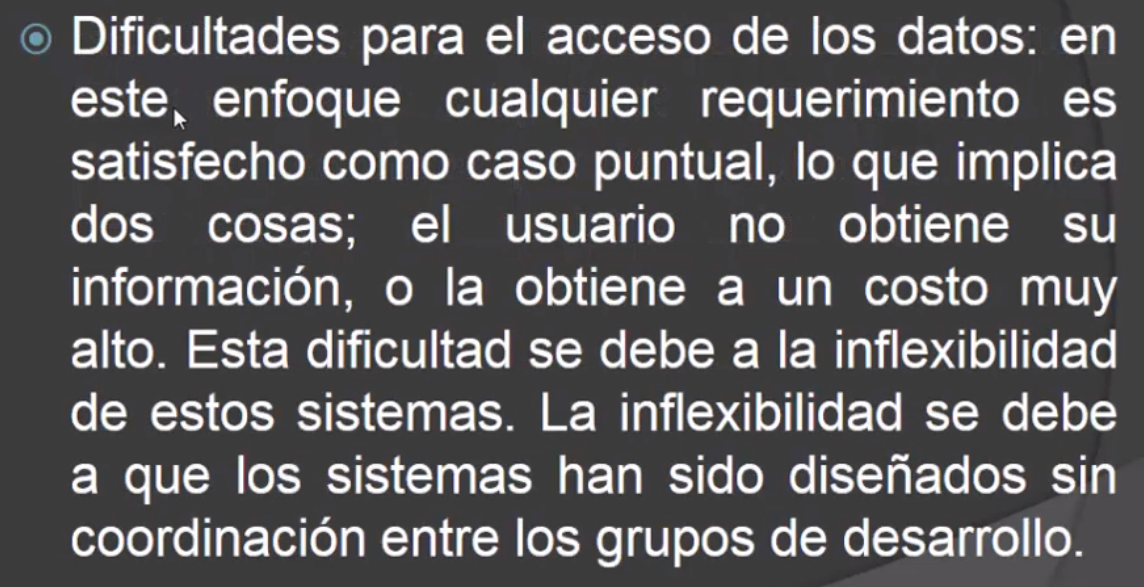 Dificultades para el acceso de los datos: en
este enfoque cualquier requerimiento es
satisfecho como caso puntual, lo que implica
dos cosas; el usuario no obtiene su
información, o la obtiene a un costo muy
alto. Esta dificultad se debe a la inflexibilidad
de estos sistemas. La inflexibilidad se debe
a que los sistemas han sido diseñados sin
coordinación entre los grupos de desarrollo.